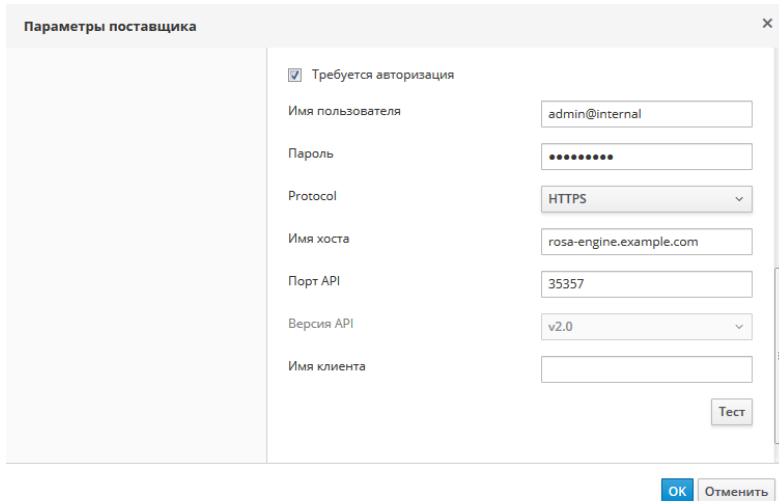 Параметры поставщика
Требуется авторизация
Имя пользователя admin@internal
Пароль •••••••••
Protocol HTTPS
Имя хоста rosa-engine.example.com
Порт API 35357
Версия API v2.0
Имя клиента
Тест
OK Отменить